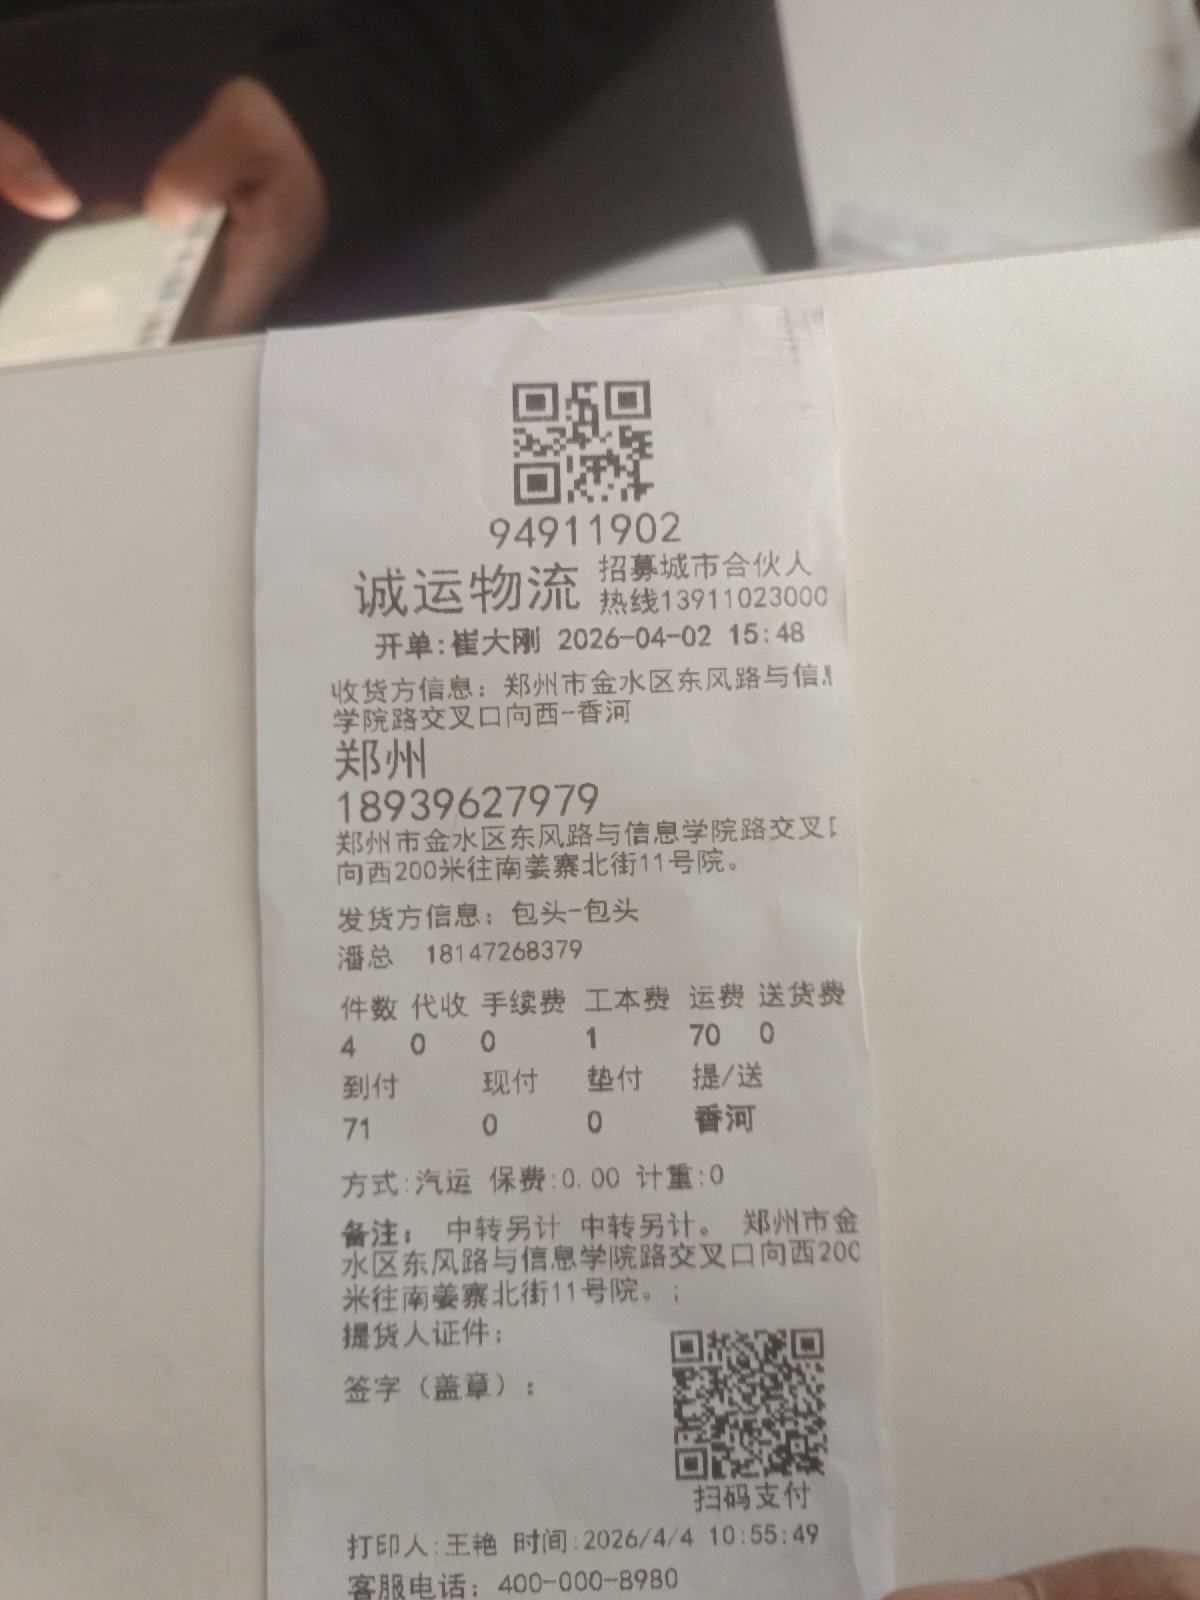 94911902
诚运物流 招募城市合伙人
热线13911023000
开单:崔大刚 2026-04-02 15:48
收货方信息: 郑州市金水区东风路与信息
学院路交叉口向西-香河
郑州
18939627979
郑州市金水区东风路与信息学院路交叉口
向西200米往南姜寨北街11号院。
发货方信息: 包头-包头
潘总 18147268379
件数 代收 手续费 工本费 运费 送货费
4 0 0 1 70 0
到付 现付 垫付 提/送
71 0 0 香河
方式:汽运 保费:0.00 计重:0
备注: 中转另计 中转另计。 郑州市金
水区东风路与信息学院路交叉口向西200
米往南姜寨北街11号院。;
提货人证件:
签字(盖章):
扫码支付
打印人:王艳 时间:2026/4/4 10:55:49
客服电话: 400-000-8980